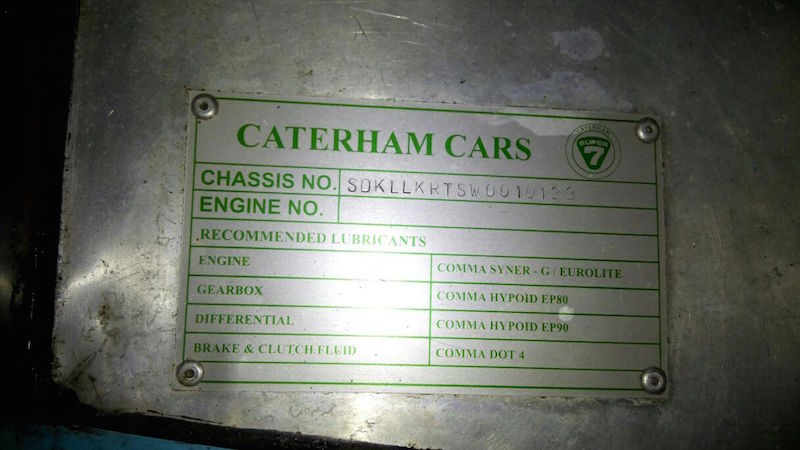 CATERHAM CARS
CATERHAM
SUPER
7
CHASSIS NO. SDKLLKRTSW0010133
ENGINE NO.
RECOMMENDED LUBRICANTS
ENGINE COMMA SYNER - G / EUROLITE
GEARBOX COMMA HYPOID EP80
DIFFERENTIAL COMMA HYPOID EP90
BRAKE & CLUTCH FLUID COMMA DOT 4